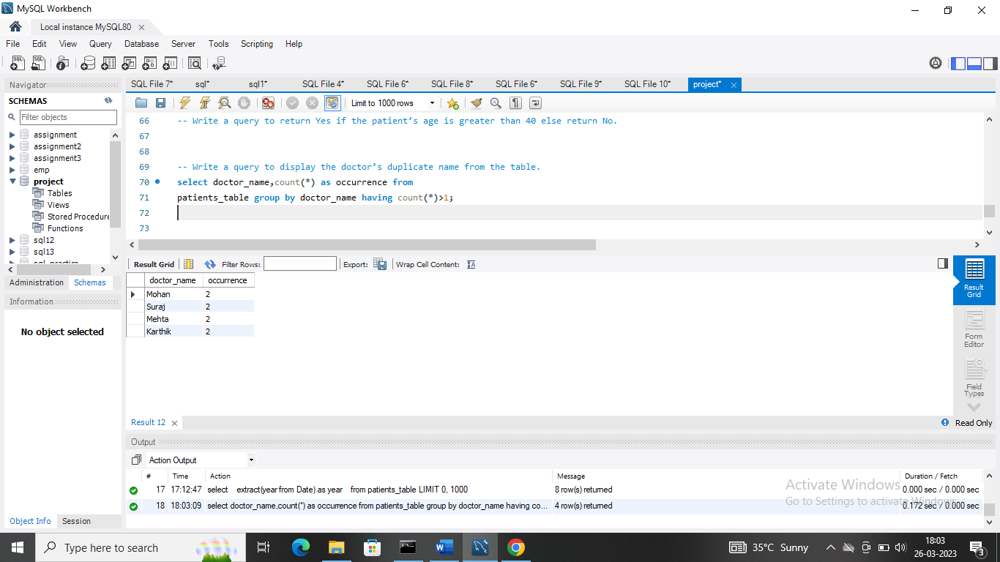 MySQL Workbench
Local instance MySQL80
File Edit View Query Database Server Tools Scripting Help
Navigator
SCHEMAS
Filter objects
assignment
assignment2
assignment3
emp
project
Tables
Views
Stored Procedure
Functions
sql12
sql13
Administration Schemas
Information
No object selected
Object Info Session
SQL File 7* sql* sql1* SQL File 4* SQL File 6* SQL File 8* SQL File 6* SQL File 9* SQL File 10* project*
Limit to 1000 rows
66 -- Write a query to return Yes if the patient’s age is greater than 40 else return No.
67
68
69 -- Write a query to display the doctor’s duplicate name from the table.
70 select doctor_name,count(*) as occurrence from
71 patients_table group by doctor_name having count(*)>1;
72
73
Result Grid Filter Rows: Export: Wrap Cell Content:
doctor_name occurrence
Mohan 2
Suraj 2
Mehta 2
Karthik 2
Result Grid
Form Editor
Field Types
Result 12 Read Only
Output
Action Output
# Time Action Message Duration / Fetch
17 17:12:47 select extract(year from Date) as year from patients_table LIMIT 0, 1000 8 row(s) returned 0.000 sec / 0.000 sec
18 18:03:09 select doctor_name,count(*) as occurrence from patients_table group by doctor_name having co... 4 row(s) returned 0.172 sec / 0.000 sec
Activate Windows
Go to Settings to activate Windows.
Type here to search
35°C Sunny
18:03
26-03-2023
3